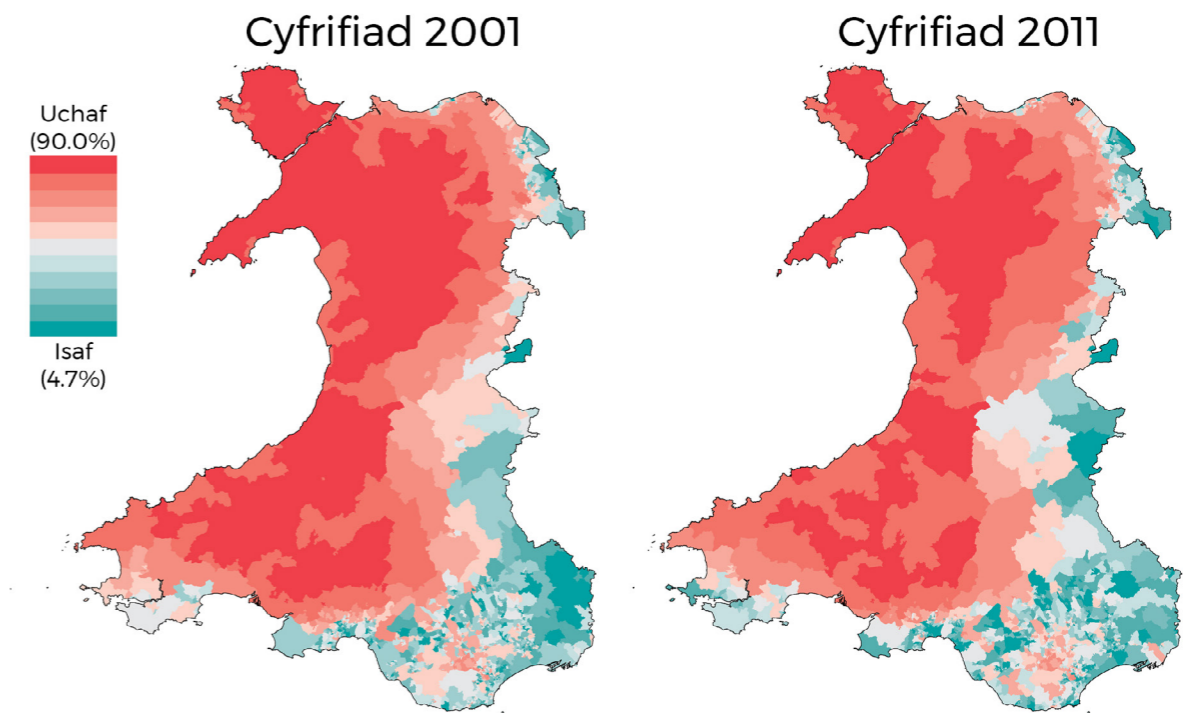 Cyfrifiad 2001
Cyfrifiad 2011
Uchaf
(90.0%)
Isaf
(4.7%)